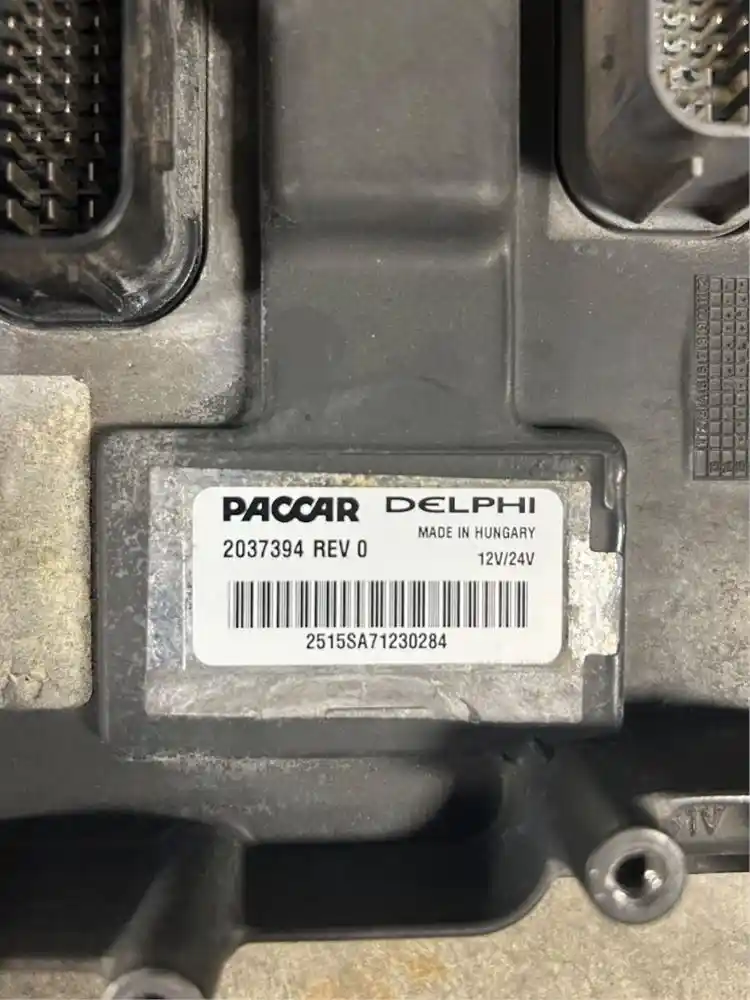 PACCAR DELPHI
MADE IN HUNGARY
2037394 REV 0
12V/24V
2515SA71230284